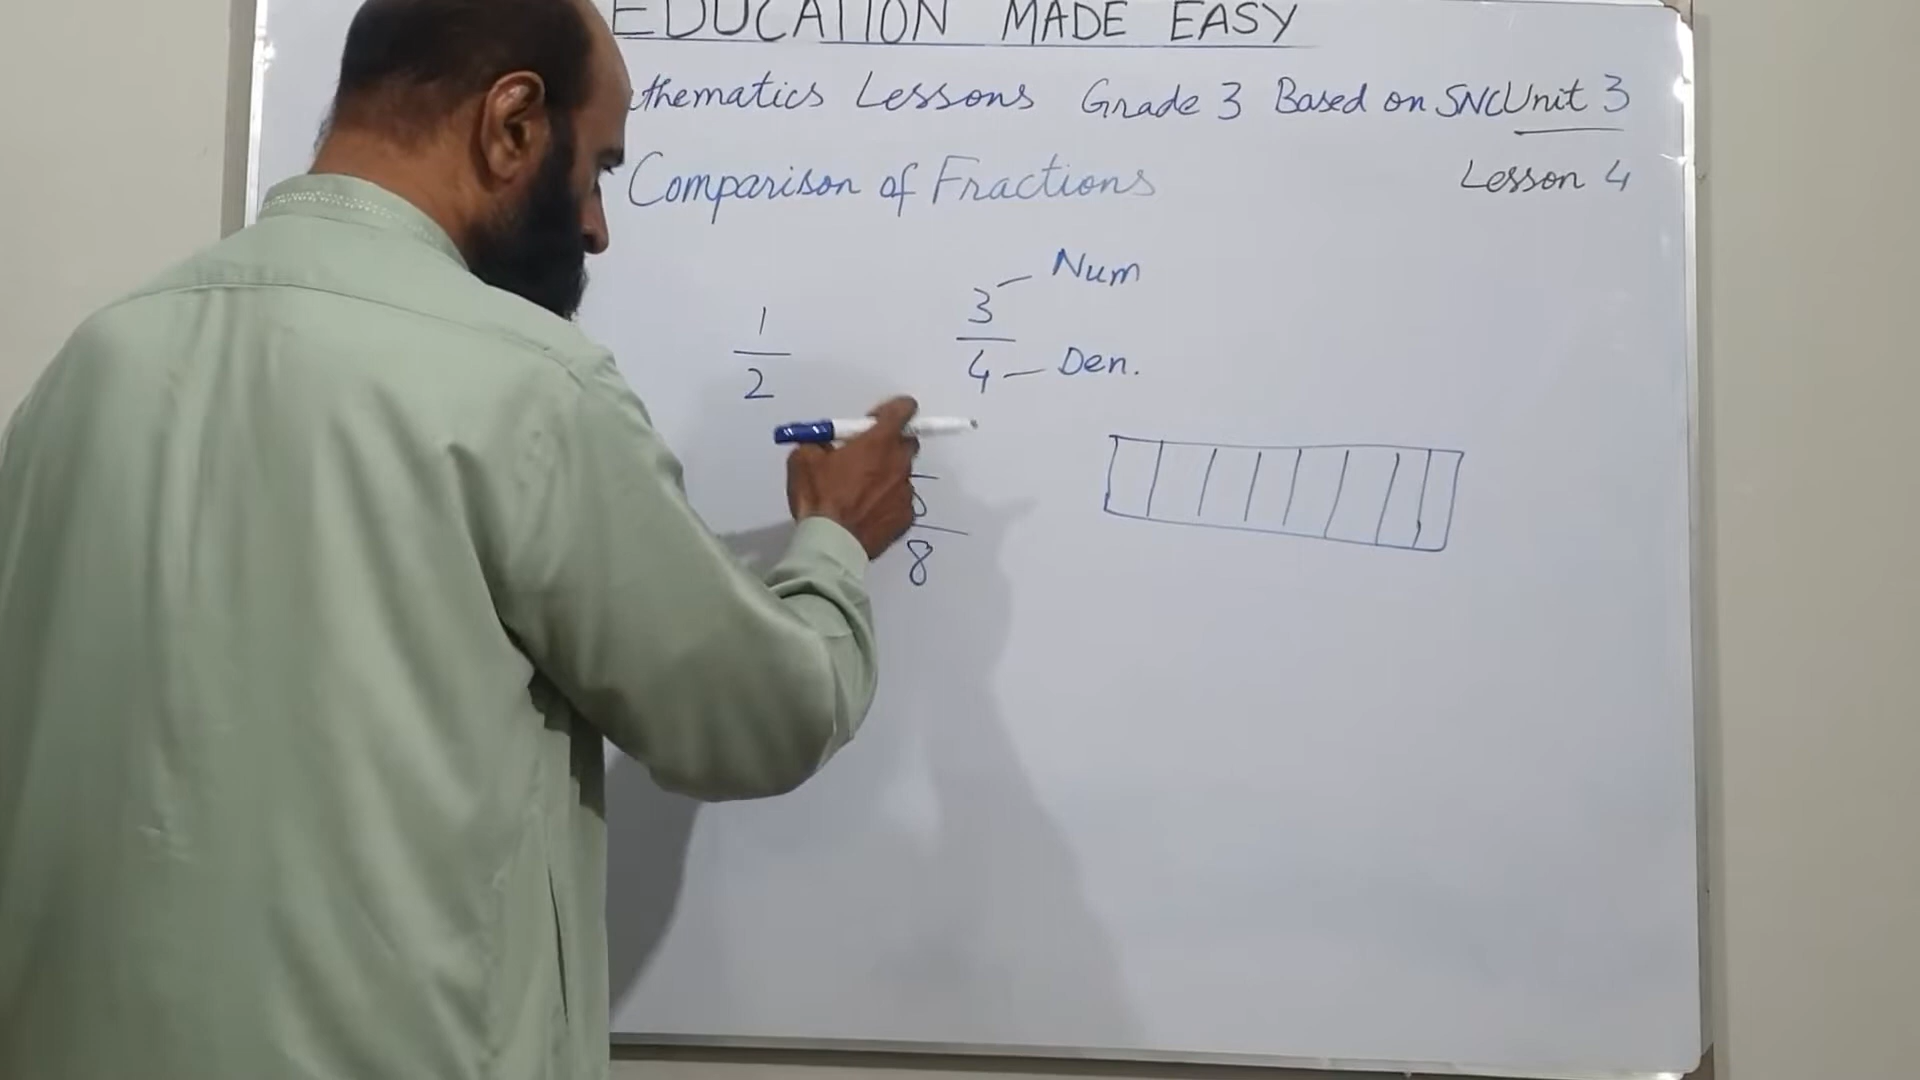 EDUCATION MADE EASY
thematics Lessons Grade 3 Based on SNC Unit 3
Comparison of Fractions Lesson 4
1
2
3 Num
4 Den.
5
8